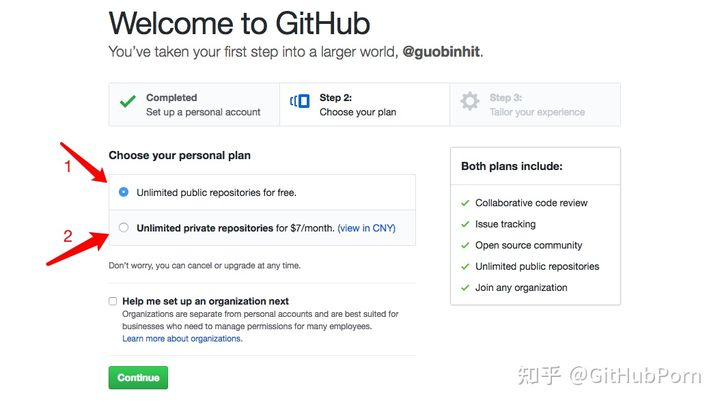 Welcome to GitHub
You've taken your first step into a larger world, @guobinhit.
Completed
Set up a personal account
Step 2:
Choose your plan
Step 3:
Tailor your experience
Choose your personal plan
1
Unlimited public repositories for free.
2
Unlimited private repositories for $7/month. (view in CNY)
Don't worry, you can cancel or upgrade at any time.
Help me set up an organization next
Organizations are separate from personal accounts and are best suited for
businesses who need to manage permissions for many employees.
Learn more about organizations.
Continue
Both plans include:
Collaborative code review
Issue tracking
Open source community
Unlimited public repositories
Join any organization
知乎 @GitHubPorn